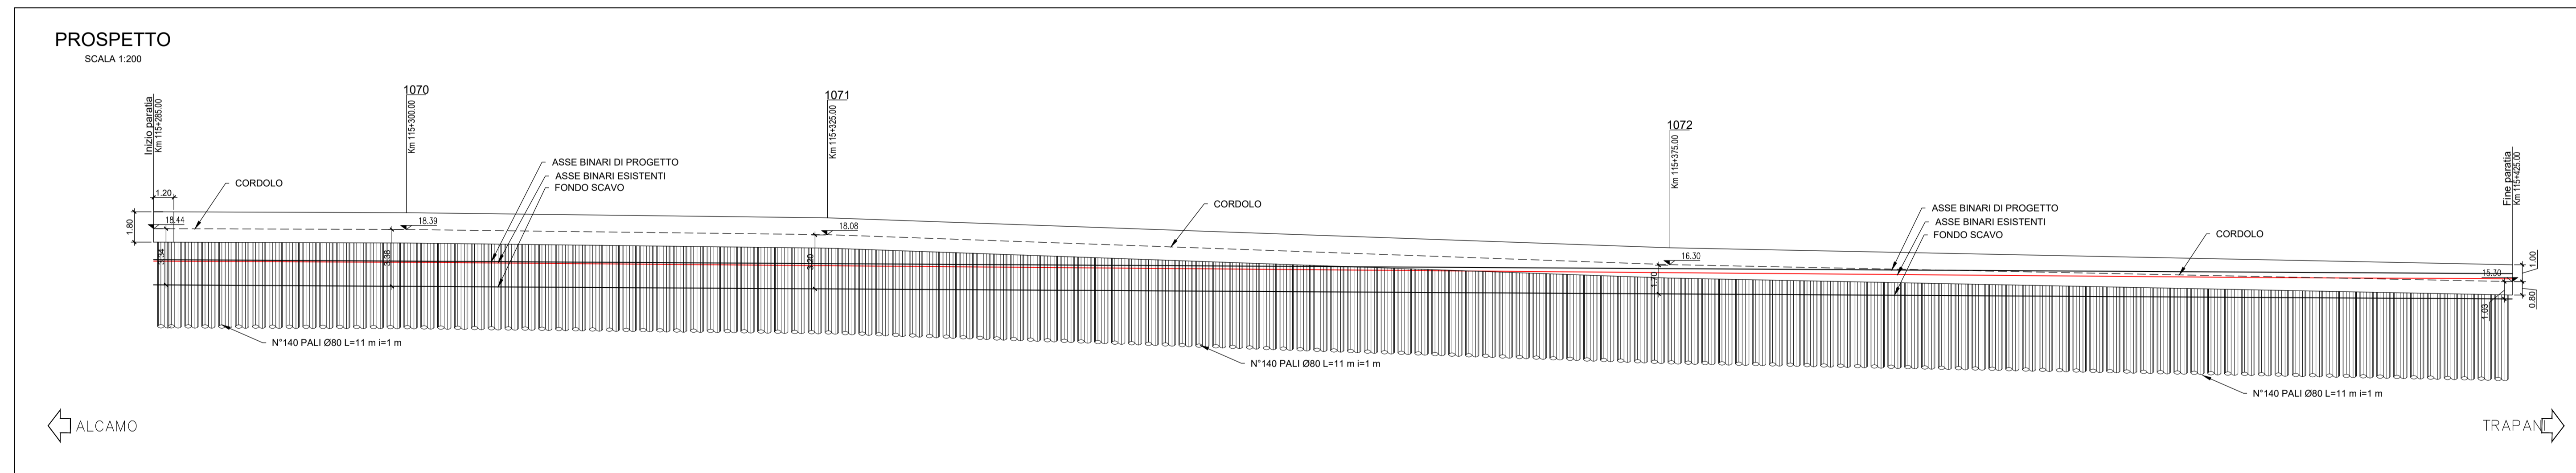 PROSPETTO
SCALA 1:200
Inizio paratia
Km 115+285.00
1070
Km 115+300.00
1071
Km 115+325.00
1072
Km 115+375.00
Fine paratia
Km 115+425.00
ASSE BINARI DI PROGETTO
ASSE BINARI ESISTENTI
FONDO SCAVO
CORDOLO
1.20
1.80
18.44
3.34
18.39
3.38
18.08
3.20
CORDOLO
16.30
1.70
ASSE BINARI DI PROGETTO
ASSE BINARI ESISTENTI
FONDO SCAVO
CORDOLO
15.30
1.00
0.80
1.03
N°140 PALI Ø80 L=11 m i=1 m
N°140 PALI Ø80 L=11 m i=1 m
N°140 PALI Ø80 L=11 m i=1 m
ALCAMO
TRAPANI